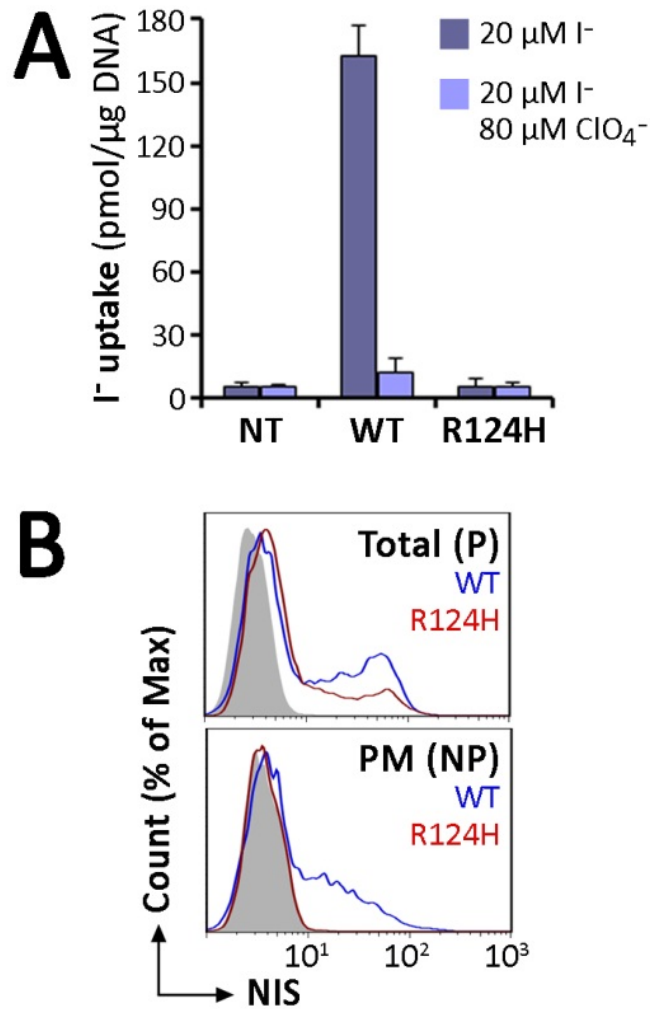 A
I⁻ uptake (pmol/µg DNA)
180
150
120
90
60
30
0
20 µM I⁻
20 µM I⁻
80 µM ClO₄⁻
NT WT R124H
B
Count (% of Max)
Total (P)
WT
R124H
PM (NP)
WT
R124H
10¹ 10² 10³
NIS